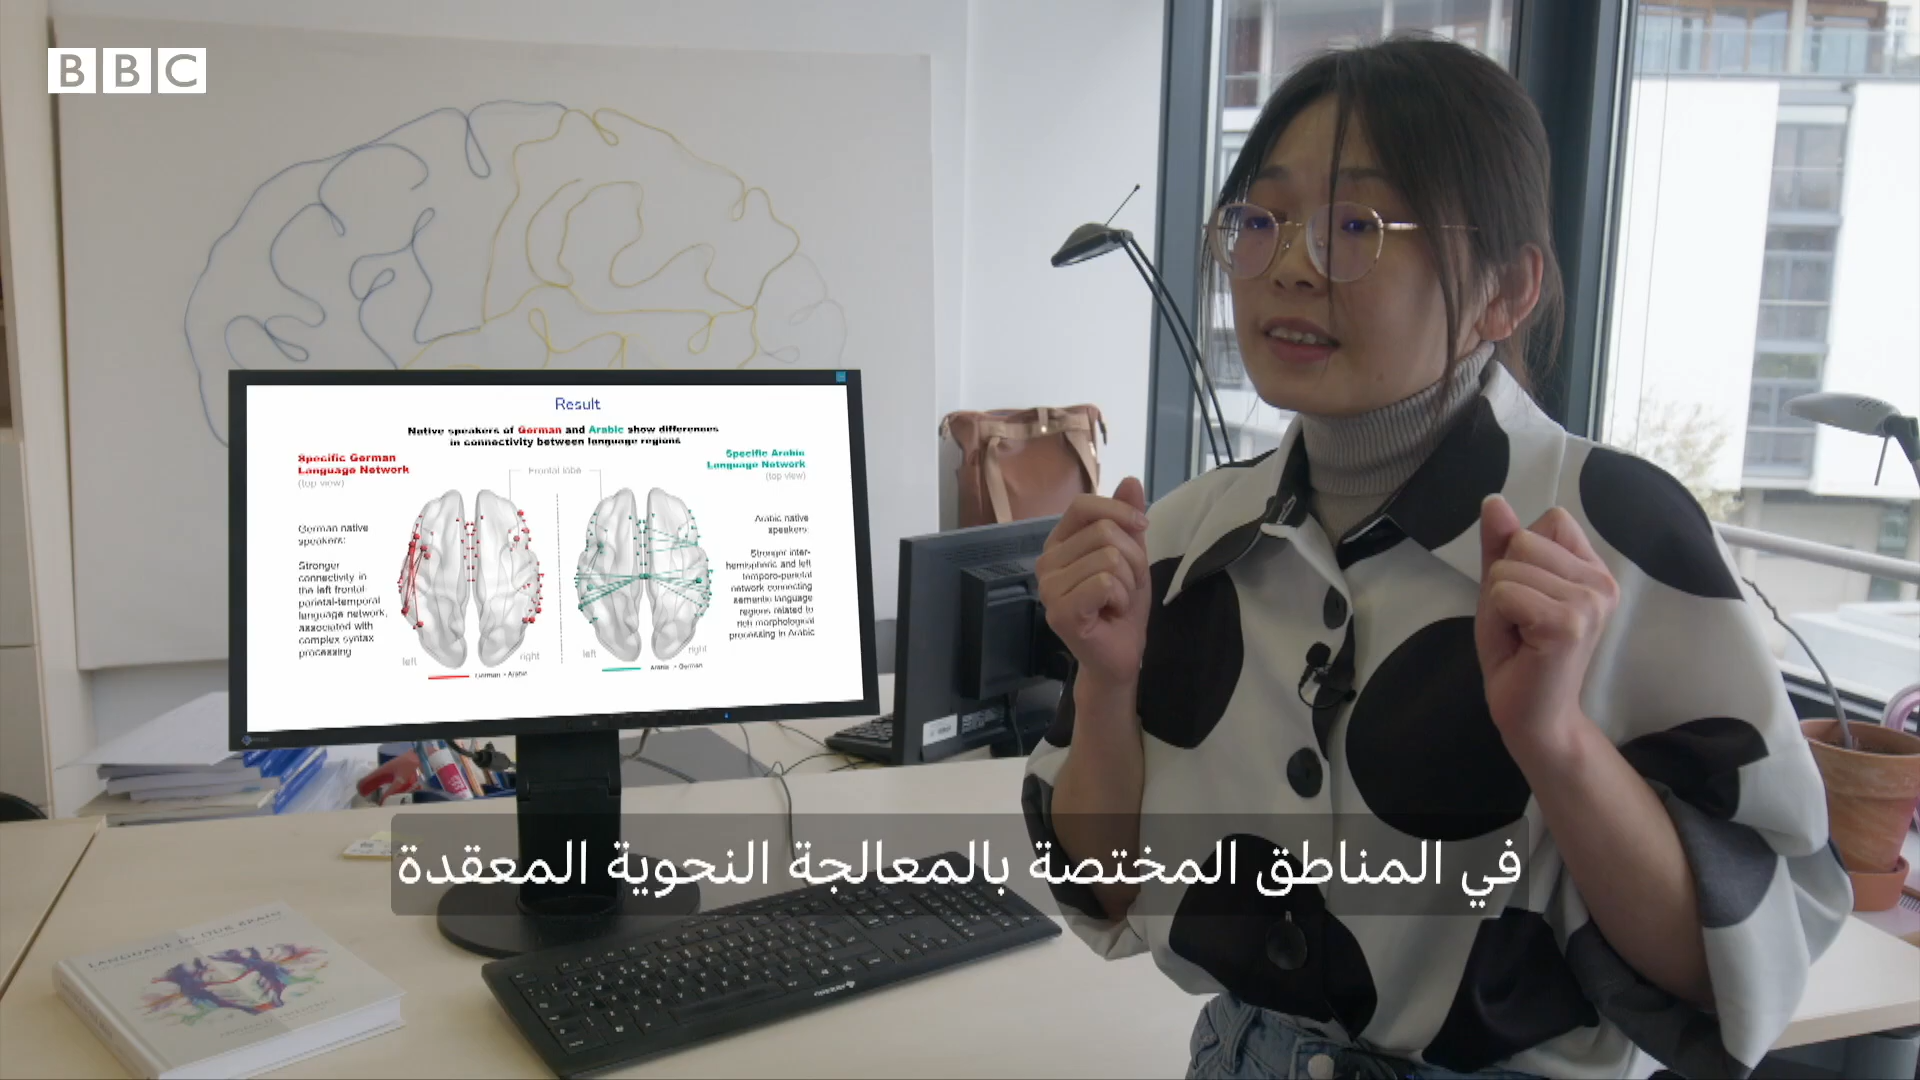 BBC
Result
Native speakers of German and Arabic show differences
in connectivity between language regions
Specific German
Language Network
(top view)
German native
speakers:
Stronger
connectivity in
the left frontal
parietal-temporal
language network,
associated with
complex syntax
processing
Frontal lobe
left
right
German > Arabic
Specific Arabic
Language Network
(top view)
Arabic native
speakers:
Stronger inter-
hemispheric and left
temporo-parietal
network connecting
semantic language
regions related to
rich morphological
processing in Arabic
left
right
Arabic > German
في المناطق المختصة بالمعالجة النحوية المعقدة
LANGUAGE IN OUR BRAIN